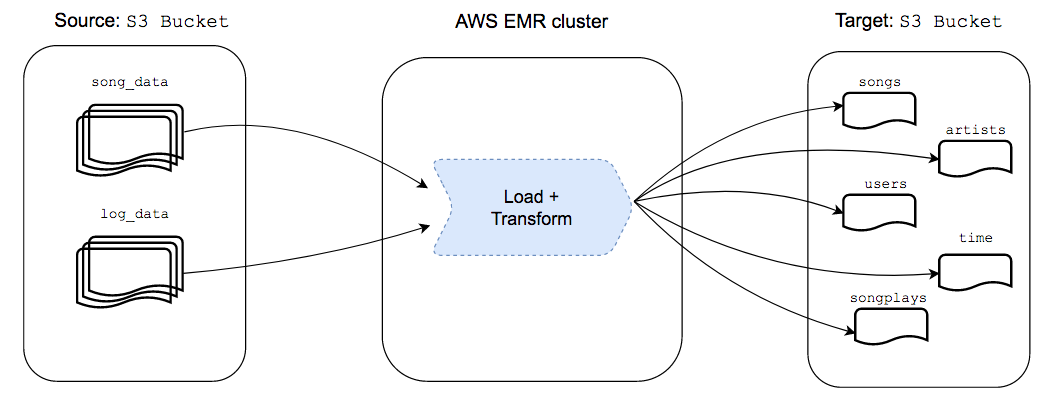 Source: S3 Bucket
song_data
log_data
AWS EMR cluster
Load +
Transform
Target: S3 Bucket
songs
artists
users
time
songplays